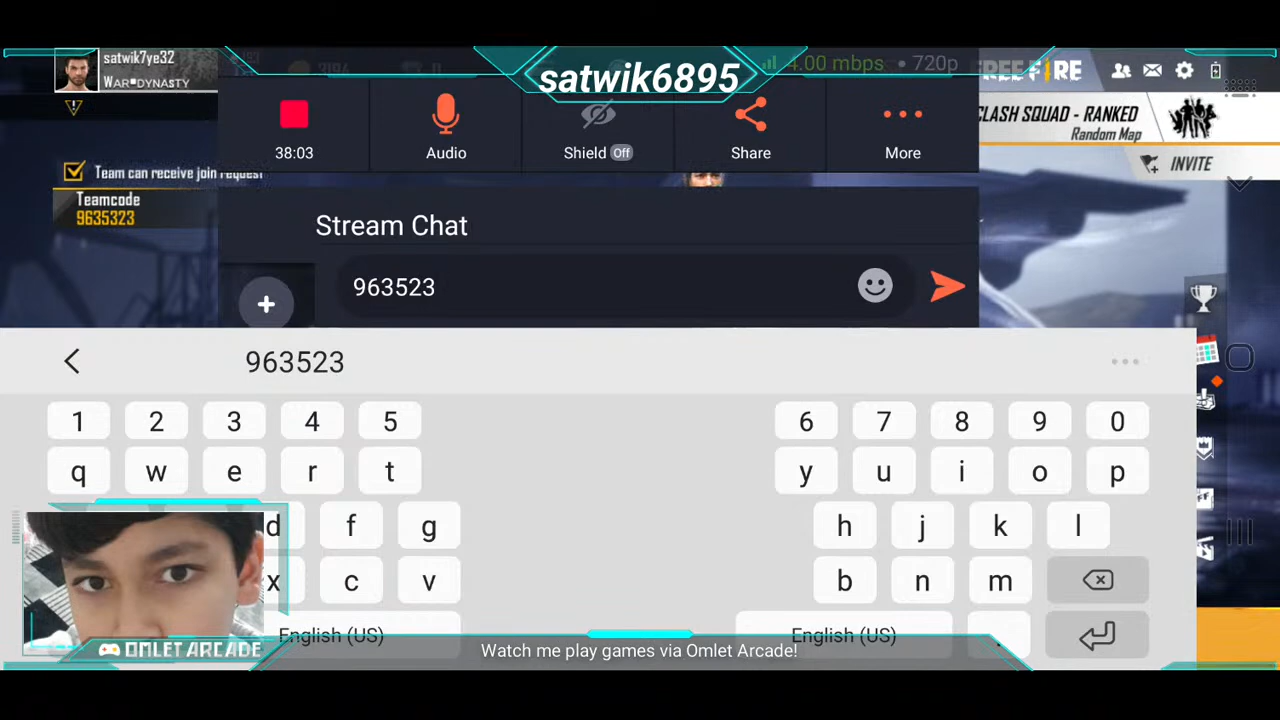 satwik7ye32
WAR▪DYNASTY
satwik6895
4.00 mbps • 720p
FREE FIRE
38:03
Audio
Shield Off
Share
More
CLASH SQUAD - RANKED
Random Map
INVITE
Team can receive join request
Teamcode
9635323
Stream Chat
963523
963523
1 2 3 4 5 6 7 8 9 0
q w e r t y u i o p
d f g h j k l
x c v b n m
English (US) English (US) .
OMLET ARCADE
Watch me play games via Omlet Arcade!